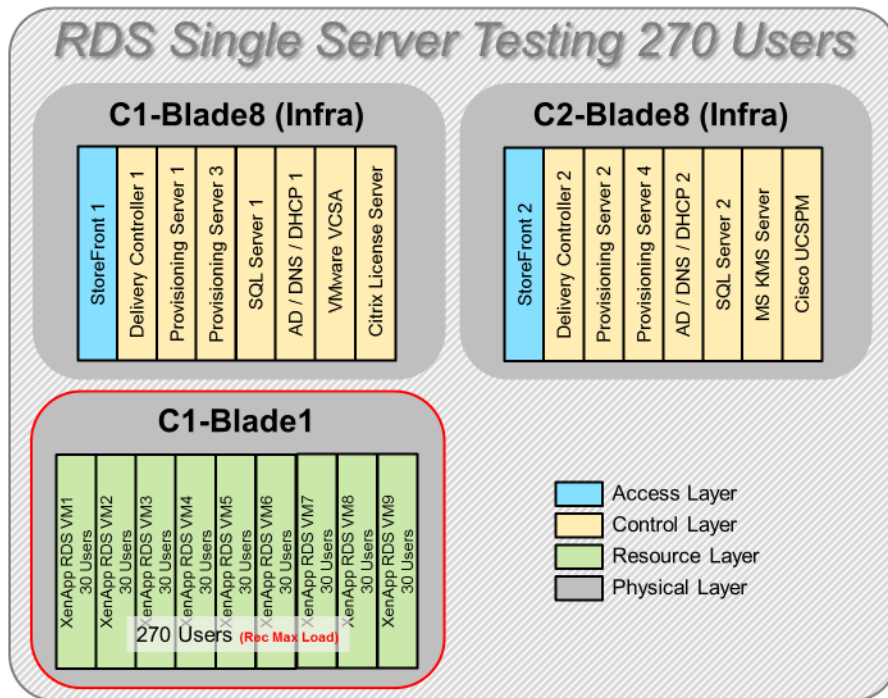 RDS Single Server Testing 270 Users
C1-Blade8 (Infra)
StoreFront 1
Delivery Controller 1
Provisioning Server 1
Provisioning Server 3
SQL Server 1
AD / DNS / DHCP 1
VMware VCSA
Citrix License Server
C2-Blade8 (Infra)
StoreFront 2
Delivery Controller 2
Provisioning Server 2
Provisioning Server 4
AD / DNS / DHCP 2
SQL Server 2
MS KMS Server
Cisco UCSPM
C1-Blade1
XenApp RDS VM1
30 Users
XenApp RDS VM2
30 Users
XenApp RDS VM3
30 Users
XenApp RDS VM4
30 Users
XenApp RDS VM5
30 Users
XenApp RDS VM6
30 Users
XenApp RDS VM7
30 Users
XenApp RDS VM8
30 Users
XenApp RDS VM9
30 Users
270 Users (Rec Max Load)
Access Layer
Control Layer
Resource Layer
Physical Layer